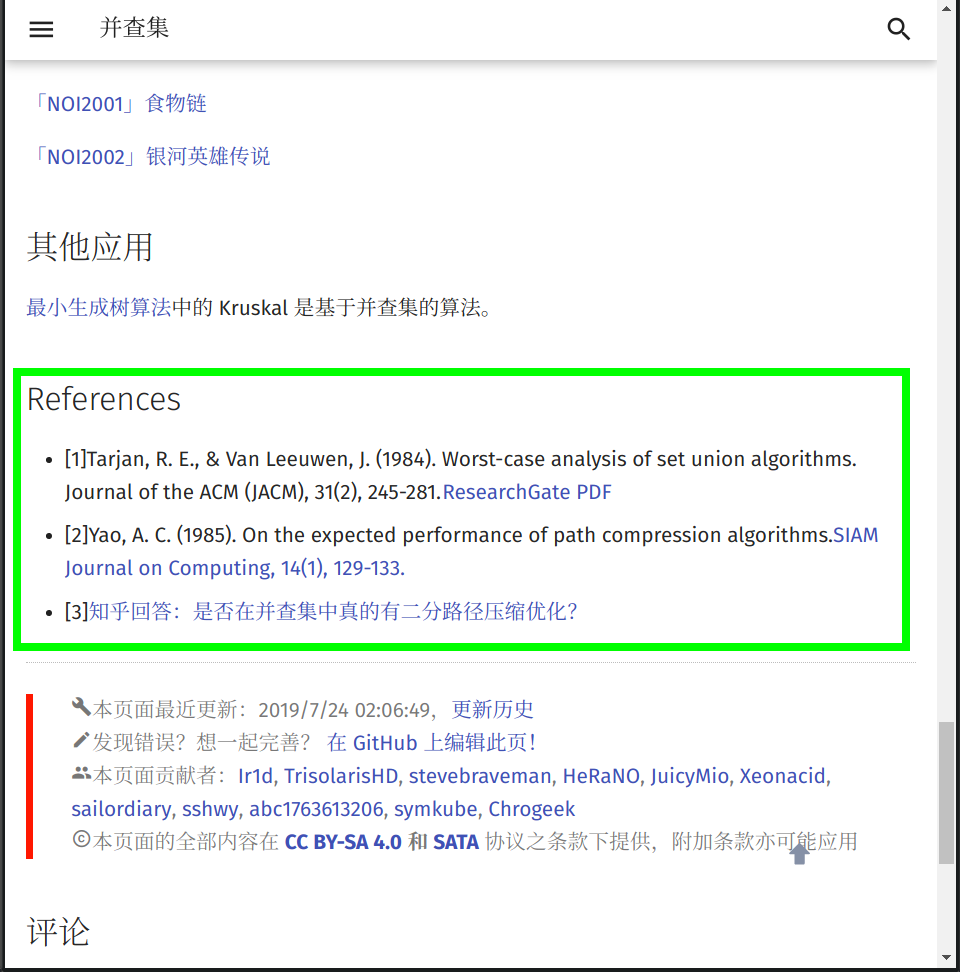 并查集
「NOI2001」食物链
「NOI2002」银河英雄传说
其他应用
最小生成树算法中的 Kruskal 是基于并查集的算法。
References
[1]Tarjan, R. E., & Van Leeuwen, J. (1984). Worst-case analysis of set union algorithms.
Journal of the ACM (JACM), 31(2), 245-281.ResearchGate PDF
[2]Yao, A. C. (1985). On the expected performance of path compression algorithms.SIAM
Journal on Computing, 14(1), 129-133.
[3]知乎回答：是否在并查集中真的有二分路径压缩优化？
本页面最近更新：2019/7/24 02:06:49，更新历史
发现错误？想一起完善？ 在 GitHub 上编辑此页！
本页面贡献者：Ir1d, TrisolarisHD, stevebraveman, HeRaNO, JuicyMio, Xeonacid,
sailordiary, sshwy, abc1763613206, symkube, Chrogeek
本页面的全部内容在 CC BY-SA 4.0 和 SATA 协议之条款下提供，附加条款亦可能应用
评论